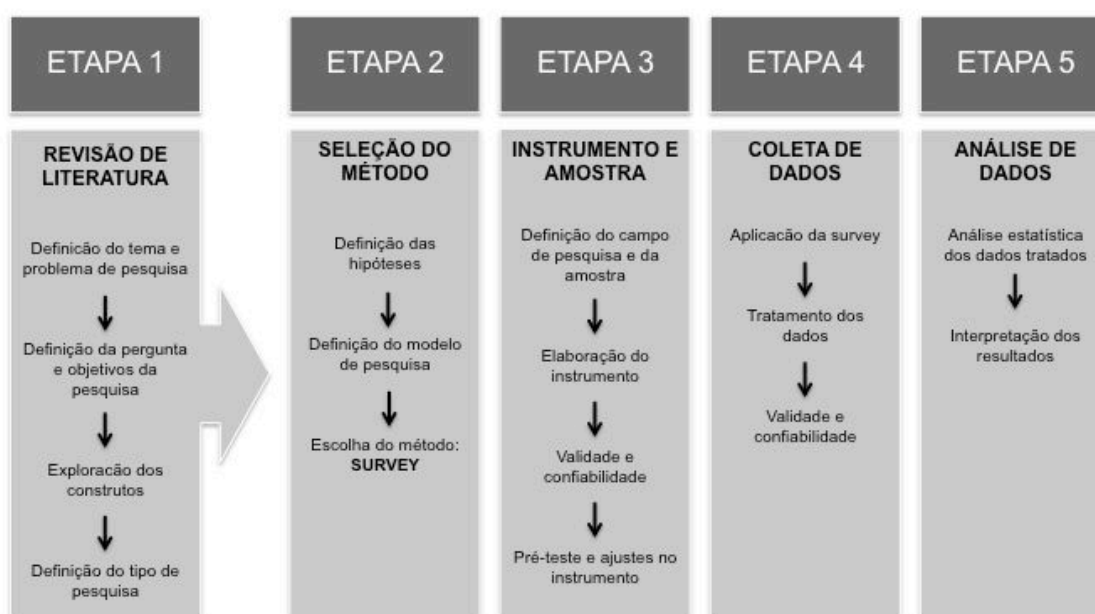 ETAPA 1
REVISÃO DE
LITERATURA
Definicão do tema e
problema de pesquisa
Definição da pergunta
e objetivos da
pesquisa
Exploracão dos
construtos
Definição do tipo de
pesquisa
ETAPA 2
SELEÇÃO DO
MÉTODO
Definição das
hipóteses
Definição do modelo
de pesquisa
Escolha do método:
SURVEY
ETAPA 3
INSTRUMENTO E
AMOSTRA
Definição do campo
de pesquisa e da
amostra
Elaboração do
instrumento
Validade e
confiabilidade
Pré-teste e ajustes no
instrumento
ETAPA 4
COLETA DE
DADOS
Aplicacão da survey
Tratamento dos
dados
Validade e
confiabilidade
ETAPA 5
ANÁLISE DE
DADOS
Análise estatística
dos dados tratados
Interpretação dos
resultados